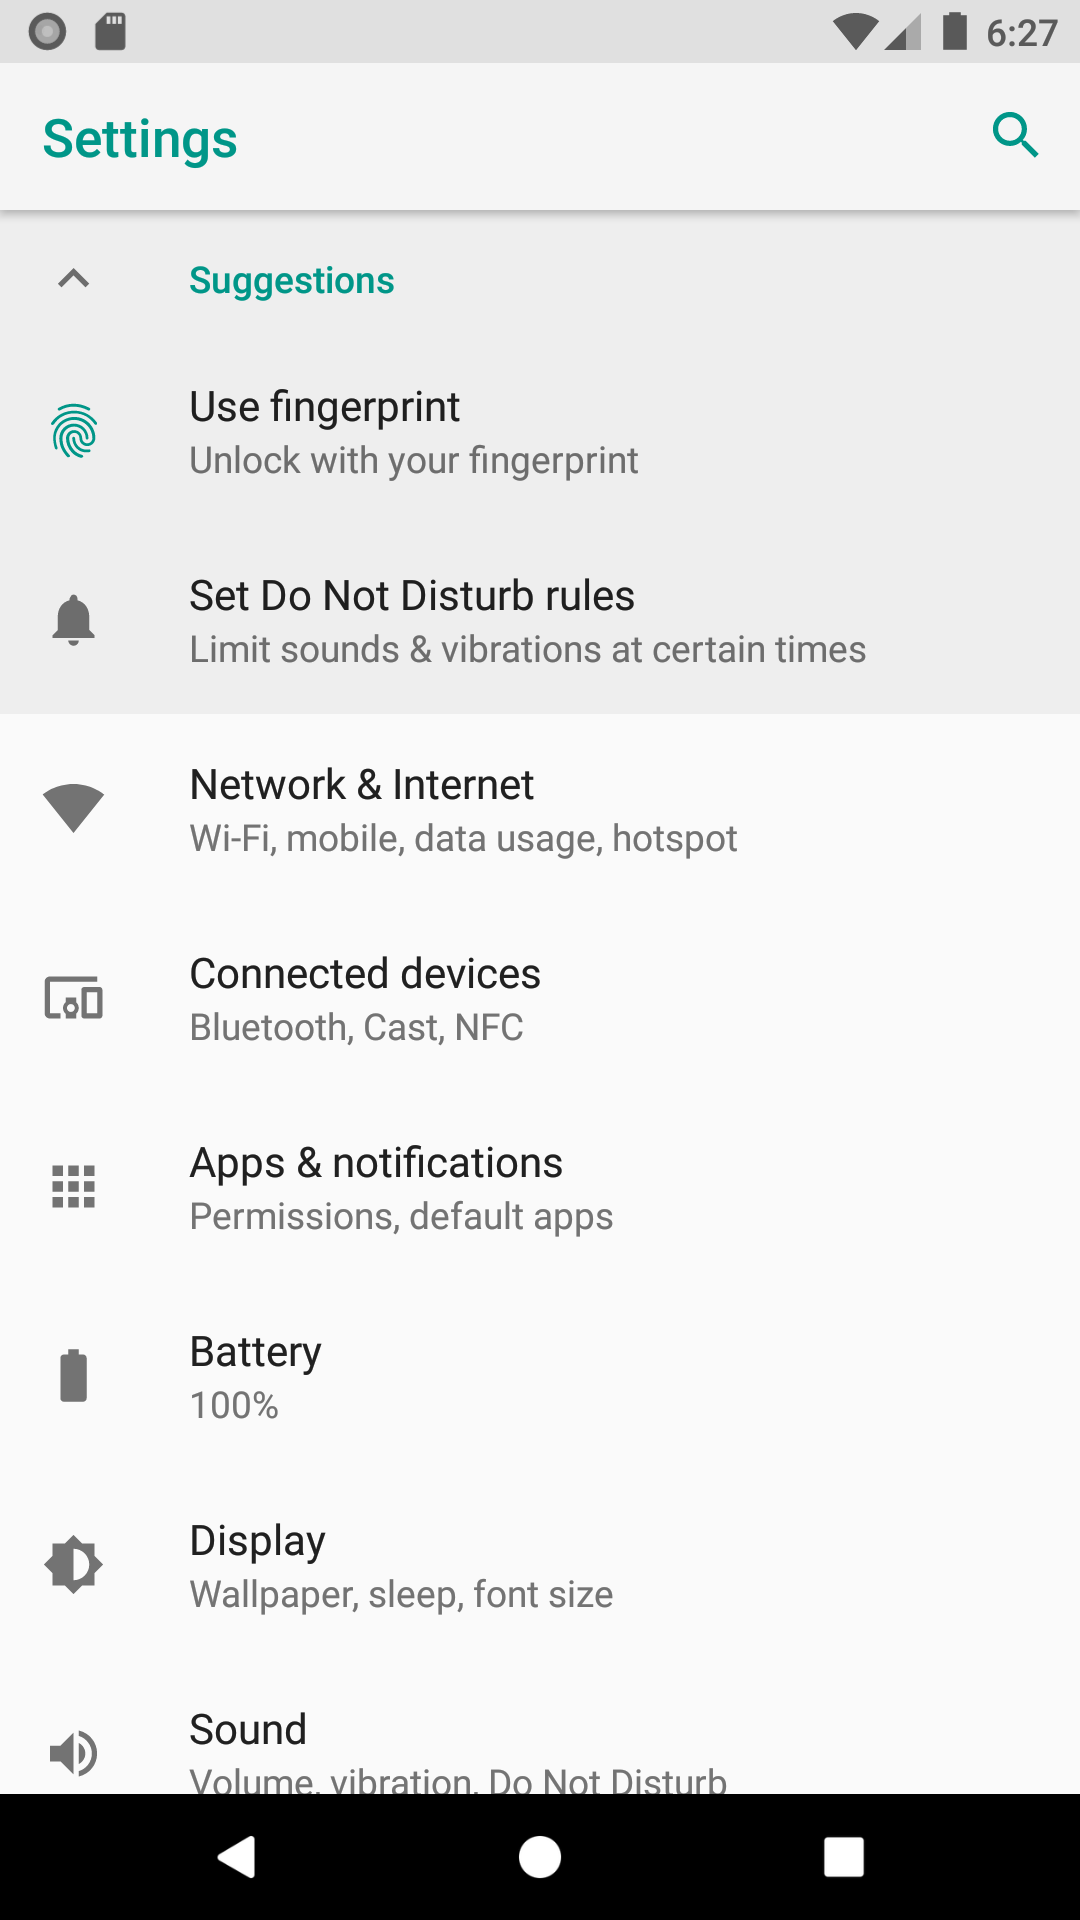 6:27
Settings
Suggestions
Use fingerprint
Unlock with your fingerprint
Set Do Not Disturb rules
Limit sounds & vibrations at certain times
Network & Internet
Wi-Fi, mobile, data usage, hotspot
Connected devices
Bluetooth, Cast, NFC
Apps & notifications
Permissions, default apps
Battery
100%
Display
Wallpaper, sleep, font size
Sound
Volume, vibration, Do Not Disturb